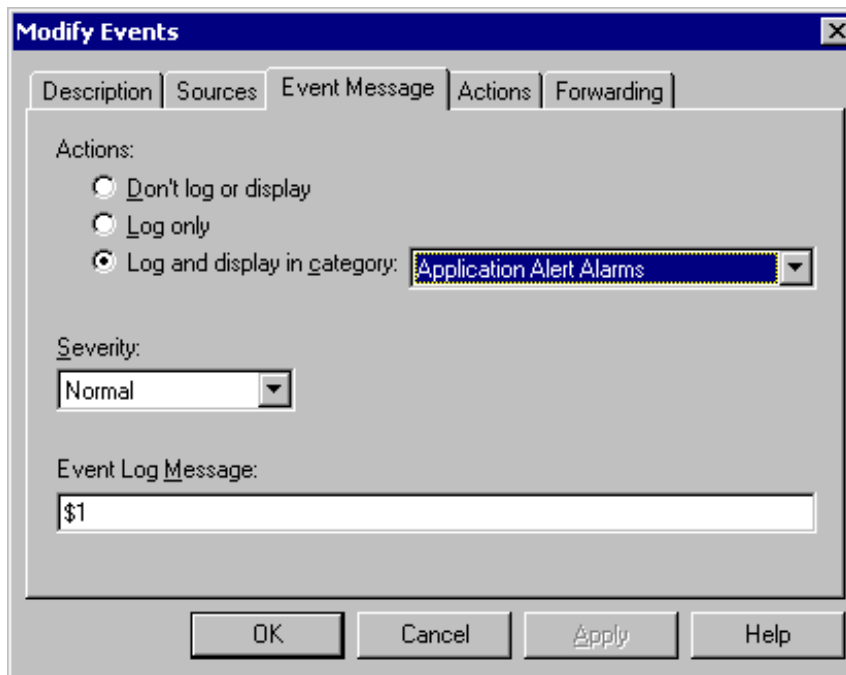 Modify Events
Description Sources Event Message Actions Forwarding
Actions:
Don't log or display
Log only
Log and display in category: Application Alert Alarms
Severity:
Normal
Event Log Message:
$1
OK Cancel Apply Help